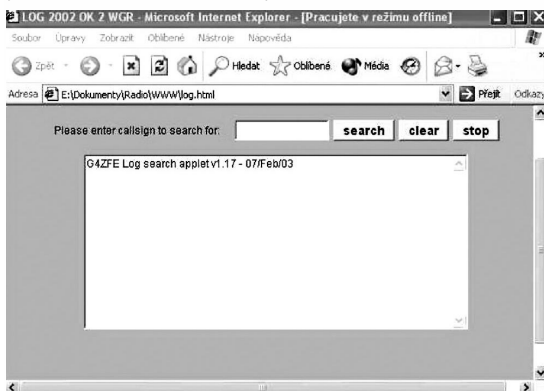 LOG 2002 OK 2 WGR - Microsoft Internet Explorer - [Pracujete v režimu offline]
Soubor Úpravy Zobrazit Oblíbené Nástroje Nápověda
Zpět Hledat Oblíbené Média
Adresa E:\Dokumenty\Radio\WWW\log.html Přejít Odkazy
Please enter callsign to search for: search clear stop
G4ZFE Log search applet v1.17 - 07/Feb/03